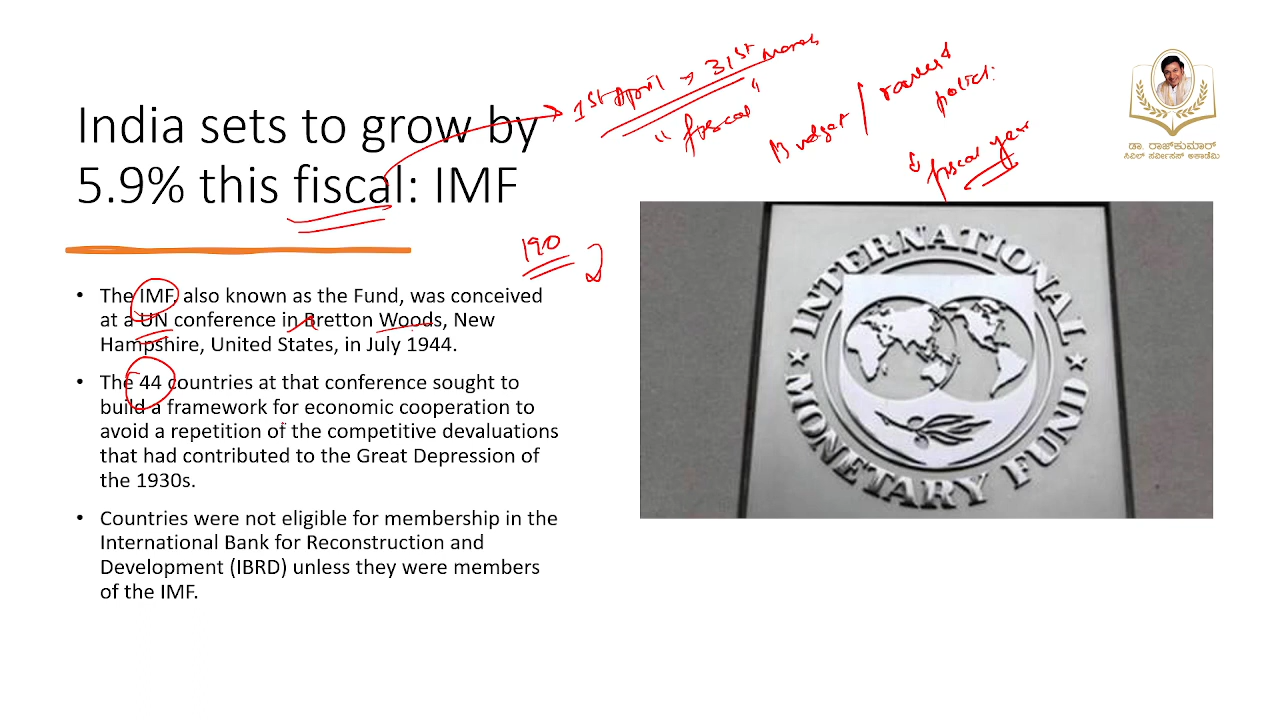 India sets to grow by
5.9% this fiscal: IMF
1st April → 31st March
"fiscal"
Budget /
policy
fiscal year
190
ಡಾ. ರಾಜ್‌ಕುಮಾರ್
ಸಿವಿಲ್ ಸರ್ವೀಸಸ್ ಅಕಾಡೆಮಿ
• The IMF, also known as the Fund, was conceived
at a UN conference in Bretton Woods, New
Hampshire, United States, in July 1944.
• The 44 countries at that conference sought to
build a framework for economic cooperation to
avoid a repetition of the competitive devaluations
that had contributed to the Great Depression of
the 1930s.
• Countries were not eligible for membership in the
International Bank for Reconstruction and
Development (IBRD) unless they were members
of the IMF.
INTERNATIONAL
MONETARY FUND